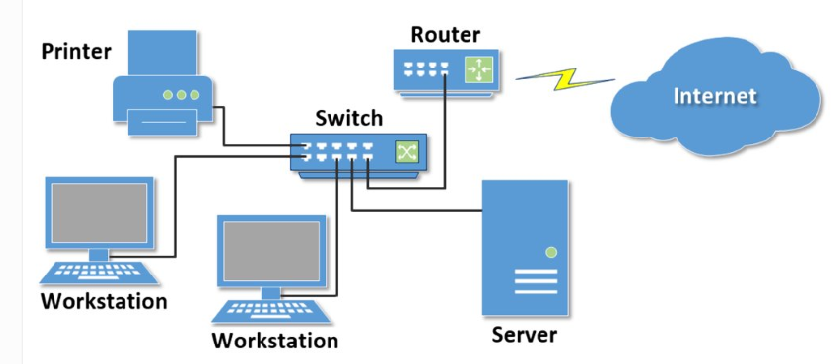 Printer
Router
Internet
Switch
Workstation
Workstation
Server